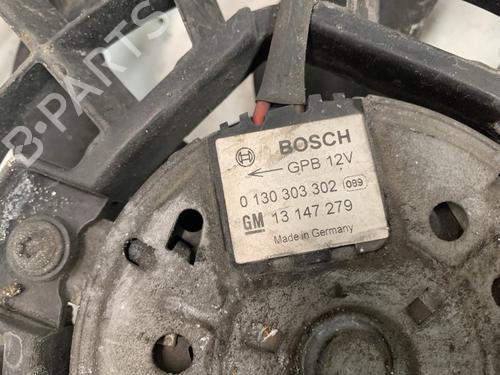 B-PARTS
BOSCH
GPB 12V
0 130 303 302 089
GM 13 147 279
Made in Germany